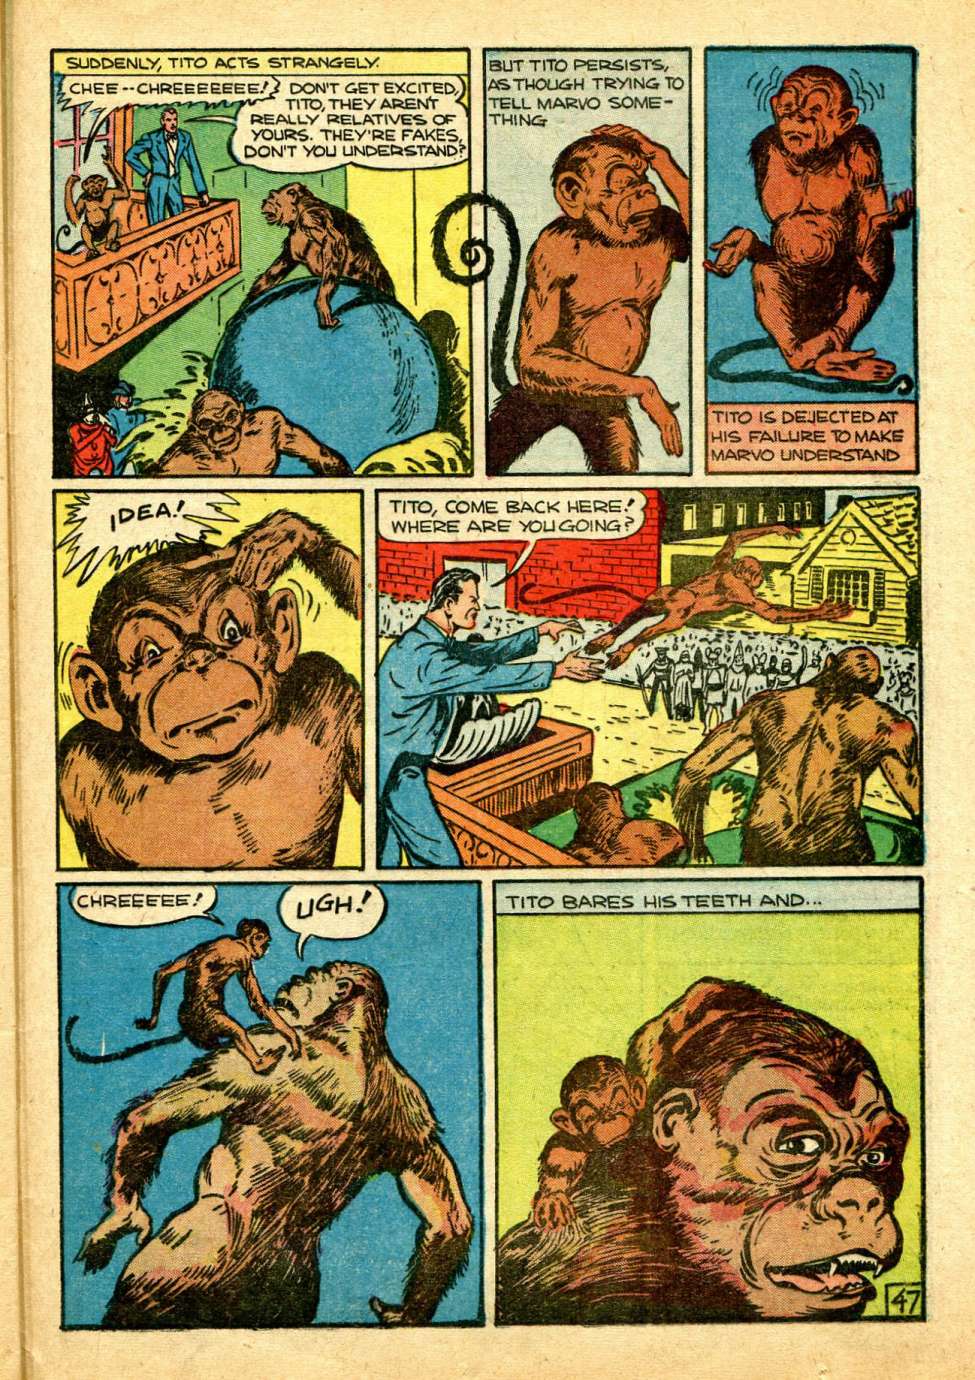 SUDDENLY, TITO ACTS STRANGELY.
CHEE--CHREEEEEEE!
DON'T GET EXCITED,
TITO, THEY AREN'T
REALLY RELATIVES OF
YOURS. THEY'RE FAKES,
DON'T YOU UNDERSTAND?
BUT TITO PERSISTS,
AS THOUGH TRYING TO
TELL MARVO SOME-
THING
TITO IS DEJECTED AT
HIS FAILURE TO MAKE
MARVO UNDERSTAND
IDEA!
TITO, COME BACK HERE!
WHERE ARE YOU GOING?
CHREEEEE!
UGH!
TITO BARES HIS TEETH AND...
47